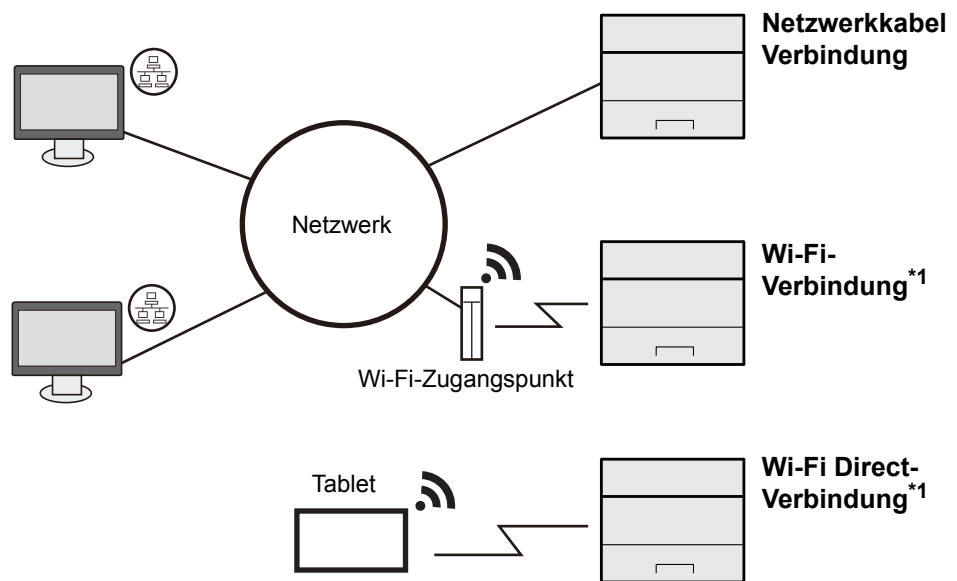 Netzwerkkabel
Verbindung
Netzwerk
Wi-Fi-
Verbindung*1
Wi-Fi-Zugangspunkt
Wi-Fi Direct-
Verbindung*1
Tablet